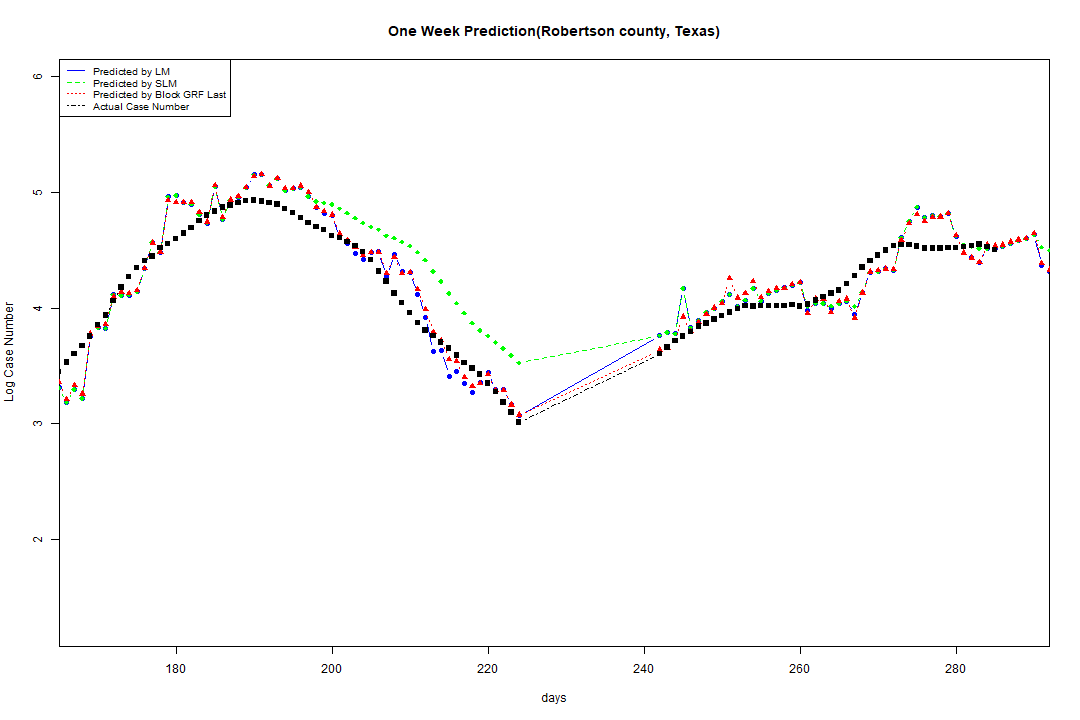 One Week Prediction(Robertson county, Texas)
Predicted by LM
Predicted by SLM
Predicted by Block GRF Last
Actual Case Number
6
5
4
3
2
Log Case Number
180 200 220 240 260 280
days